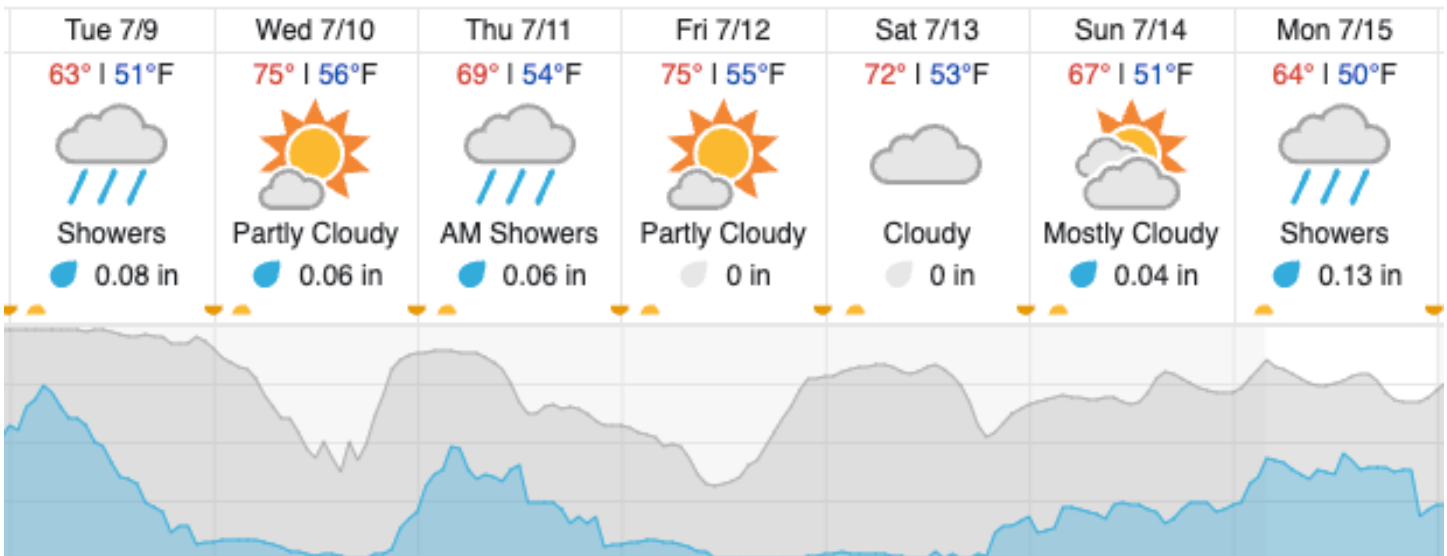 Tue 7/9
63° | 51°F
Showers
0.08 in
Wed 7/10
75° | 56°F
Partly Cloudy
0.06 in
Thu 7/11
69° | 54°F
AM Showers
0.06 in
Fri 7/12
75° | 55°F
Partly Cloudy
0 in
Sat 7/13
72° | 53°F
Cloudy
0 in
Sun 7/14
67° | 51°F
Mostly Cloudy
0.04 in
Mon 7/15
64° | 50°F
Showers
0.13 in